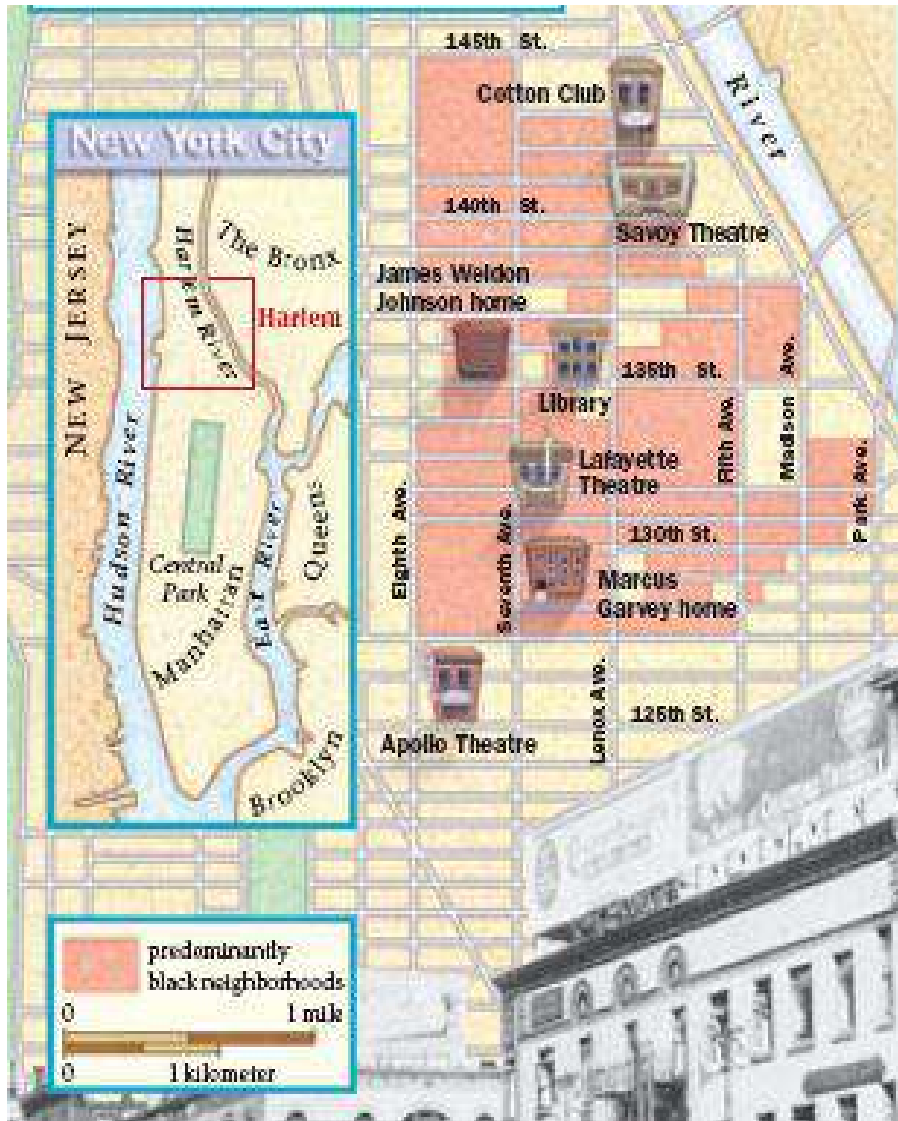 145th St.
Cotton Club
River
New York City
140th St.
Savoy Theatre
NEW JERSEY
Harlem River
The Bronx
Harlem
James Weldon
Johnson home
135th St.
Library
Fifth Ave.
Madison Ave.
Park Ave.
Lafayette
Theatre
Hudson River
Eighth Ave.
Seventh Ave.
130th St.
Central
Park
Manhattan
East River
Queens
Marcus
Garvey home
Apollo Theatre
Lenox Ave.
125th St.
Brooklyn
predominantly
black neighborhoods
0 1 mile
0 1 kilometer